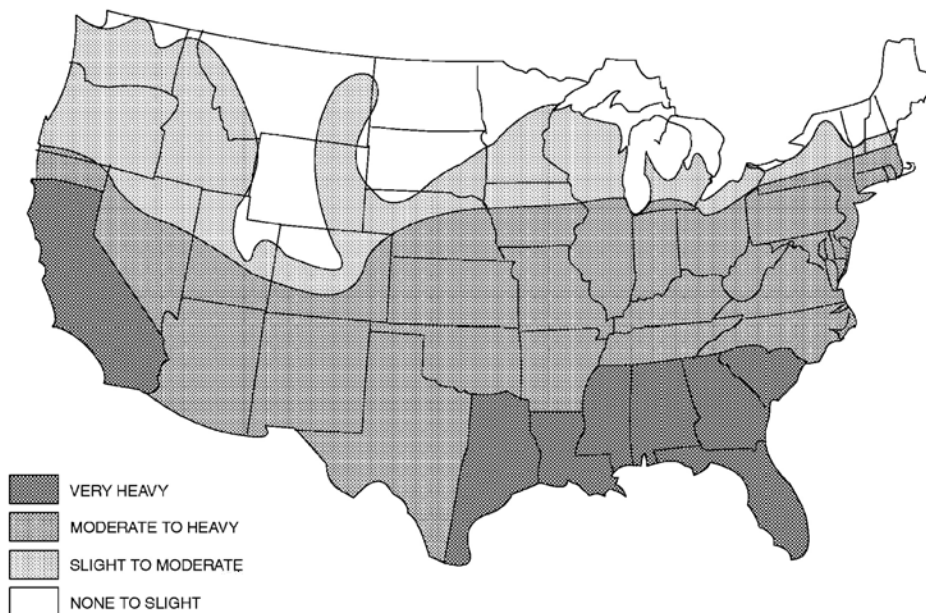 VERY HEAVY
MODERATE TO HEAVY
SLIGHT TO MODERATE
NONE TO SLIGHT